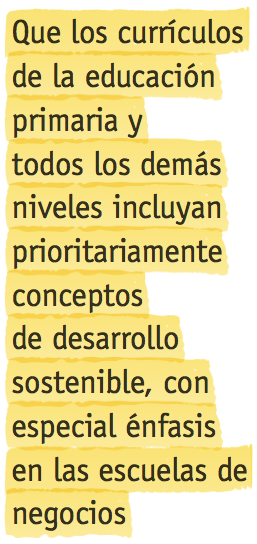 Que los currículos
de la educación
primaria y
todos los demás
niveles incluyan
prioritariamente
conceptos
de desarrollo
sostenible, con
especial énfasis
en las escuelas de
negocios